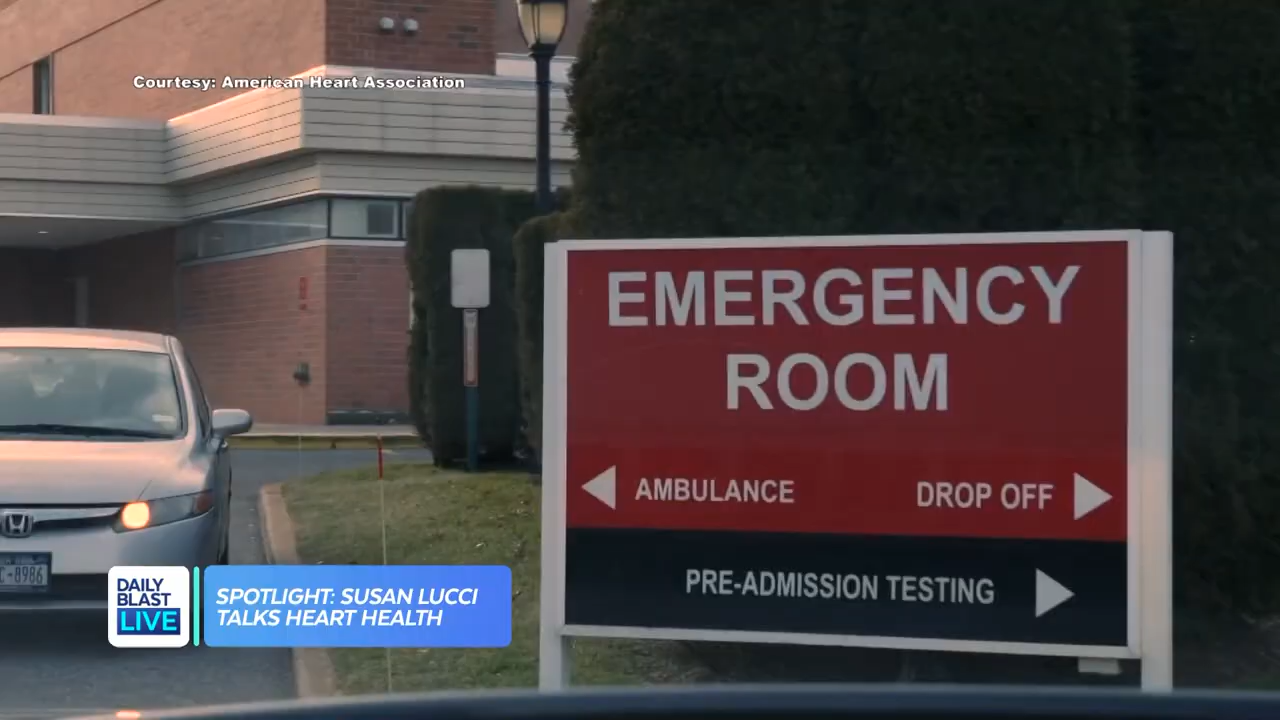 Courtesy: American Heart Association
EMERGENCY
ROOM
AMBULANCE DROP OFF
PRE-ADMISSION TESTING
C-8986
DAILY
BLAST
LIVE
SPOTLIGHT: SUSAN LUCCI
TALKS HEART HEALTH